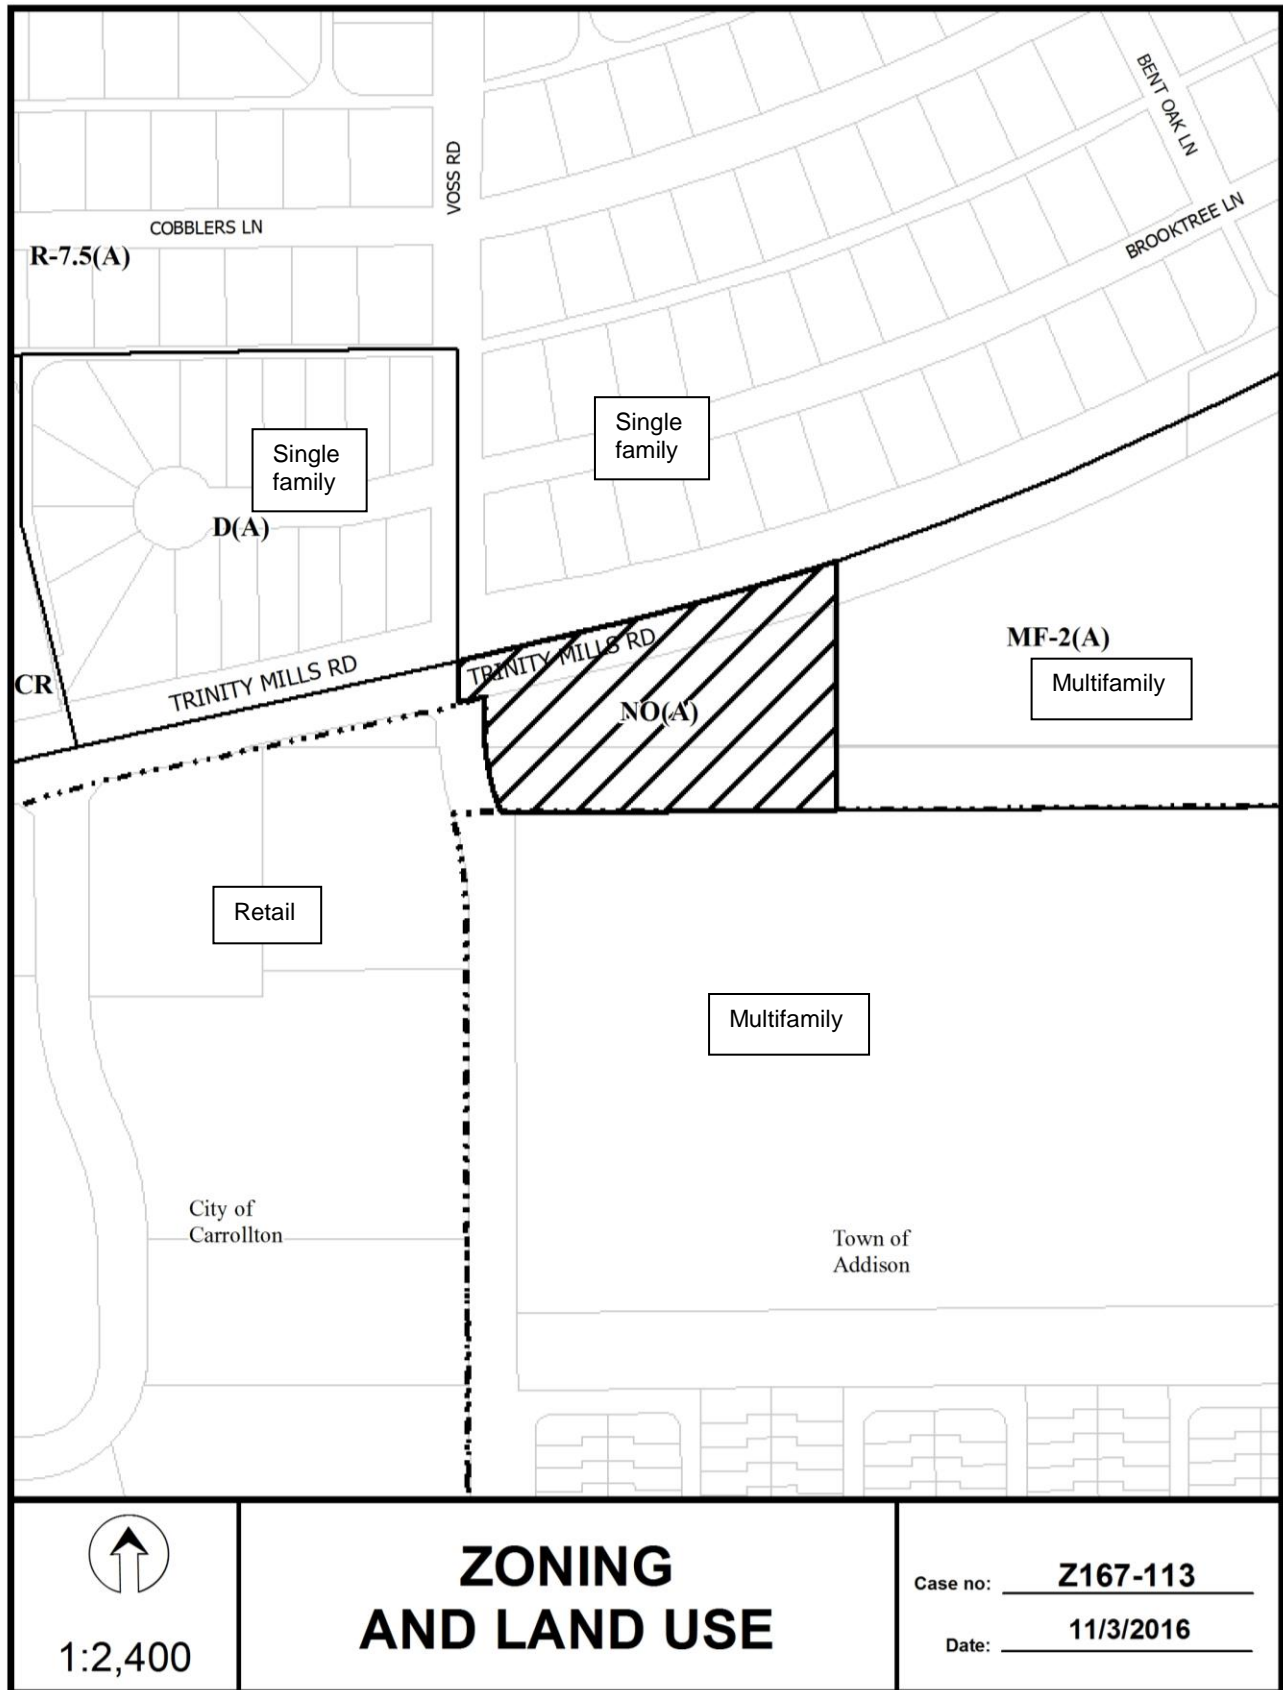 BENT OAK LN
VOSS RD
COBBLERS LN
BROOKTREE LN
R-7.5(A)
Single
family
Single
family
D(A)
TRINITY MILLS RD
TRINITY MILLS RD
MF-2(A)
Multifamily
CR
NO(A)
Retail
Multifamily
City of
Carrollton
Town of
Addison
1:2,400
ZONING
AND LAND USE
Case no: Z167-113
Date: 11/3/2016